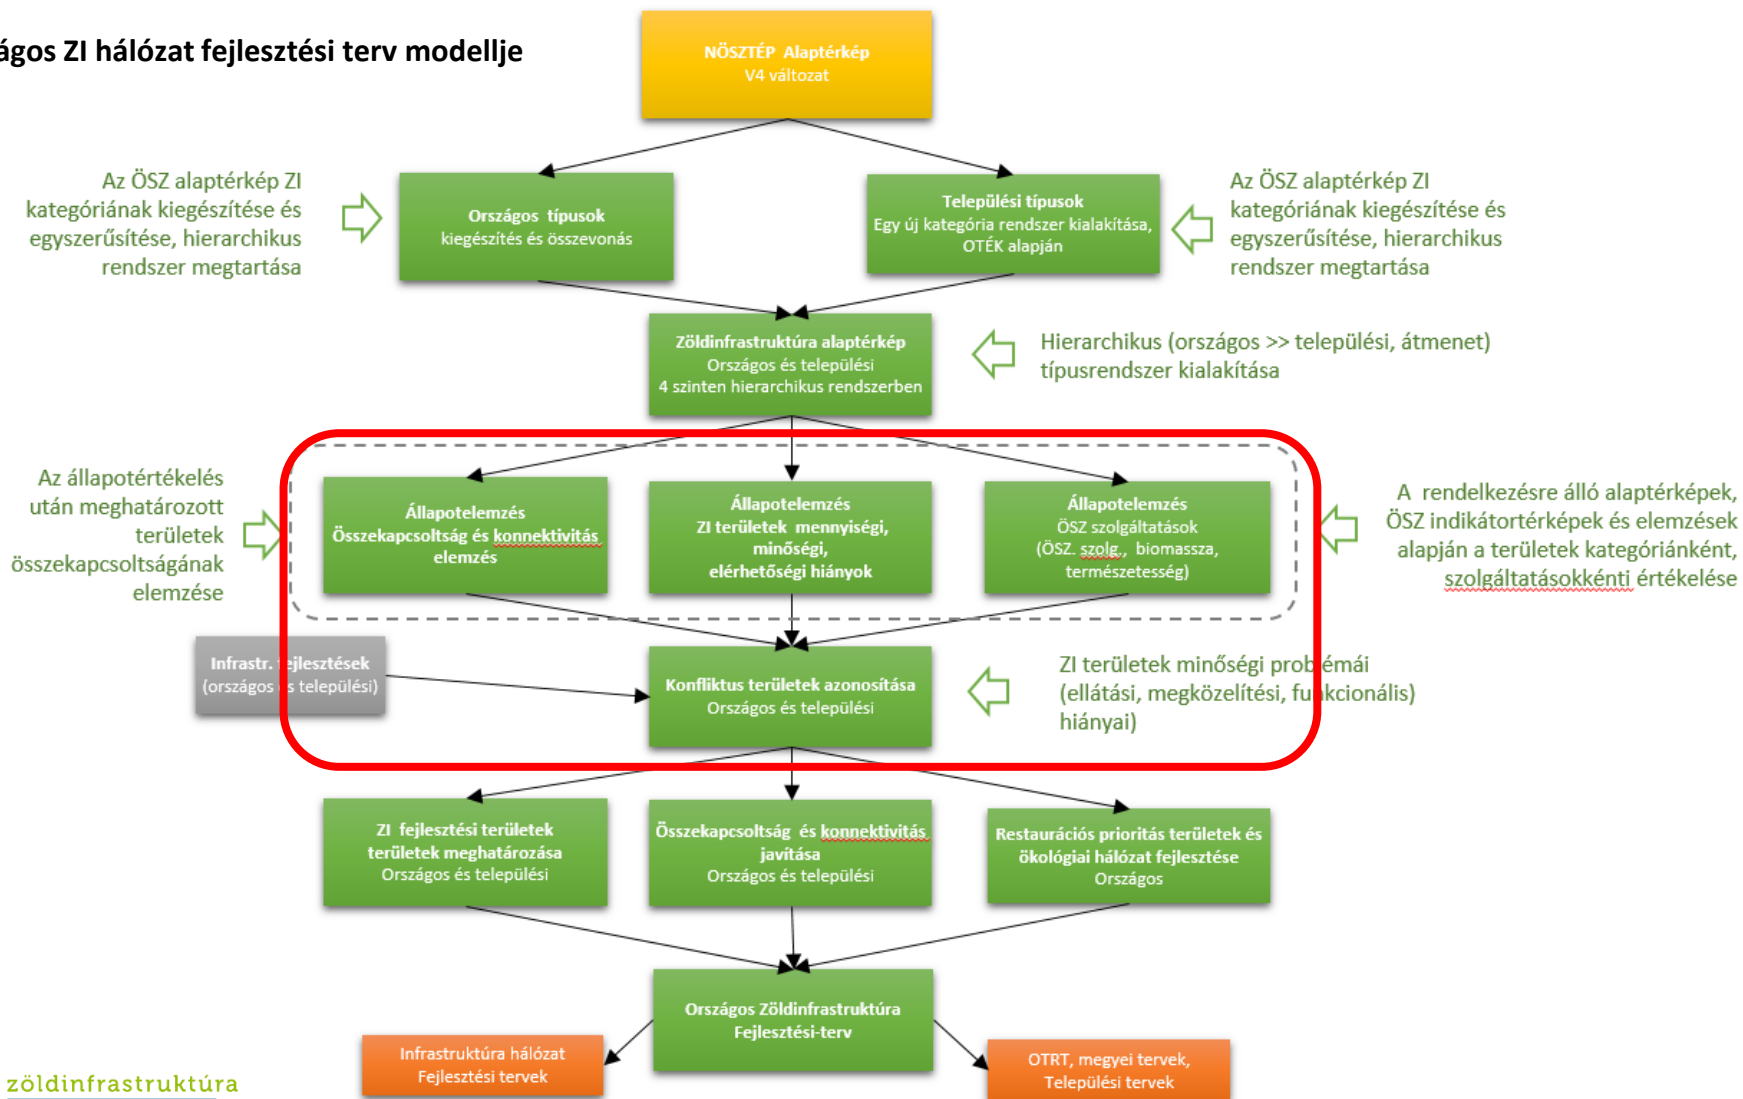 ágos ZI hálózat fejlesztési terv modellje
NÖSZTÉP Alaptérkép
V4 változat
Az ÖSZ alaptérkép ZI
kategóriának kiegészítése és
egyszerűsítése, hierarchikus
rendszer megtartása
Országos típusok
kiegészítés és összevonás
Települési típusok
Egy új kategória rendszer kialakítása,
OTÉK alapján
Az ÖSZ alaptérkép ZI
kategóriának kiegészítése és
egyszerűsítése, hierarchikus
rendszer megtartása
Zöldinfrastruktúra alaptérkép
Országos és települési
4 szinten hierarchikus rendszerben
Hierarchikus (országos >> települési, átmenet)
típusrendszer kialakítása
Az állapotértékelés
után meghatározott
területek
összekapcsoltságának
elemzése
Állapotelemzés
Összekapcsoltság és konnektivitás
elemzés
Állapotelemzés
ZI területek mennyiségi,
minőségi,
elérhetőségi hiányok
Állapotelemzés
ÖSZ szolgáltatások
(ÖSZ. szolg., biomassza,
természetesség)
A rendelkezésre álló alaptérképek,
ÖSZ indikátortérképek és elemzések
alapján a területek kategóriánként,
szolgáltatásokkénti értékelése
Infrastr. fejlesztések
(országos és települési)
Konfliktus területek azonosítása
Országos és települési
ZI területek minőségi problémái
(ellátási, megközelítési, funkcionális)
hiányai)
ZI fejlesztési területek
területek meghatározása
Országos és települési
Összekapcsoltság és konnektivitás
javítása
Országos és települési
Restaurációs prioritás területek és
ökológiai hálózat fejlesztése
Országos
Országos Zöldinfrastruktúra
Fejlesztési-terv
Infrastruktúra hálózat
Fejlesztési tervek
OTRT, megyei tervek,
Települési tervek
zöldinfrastruktúra